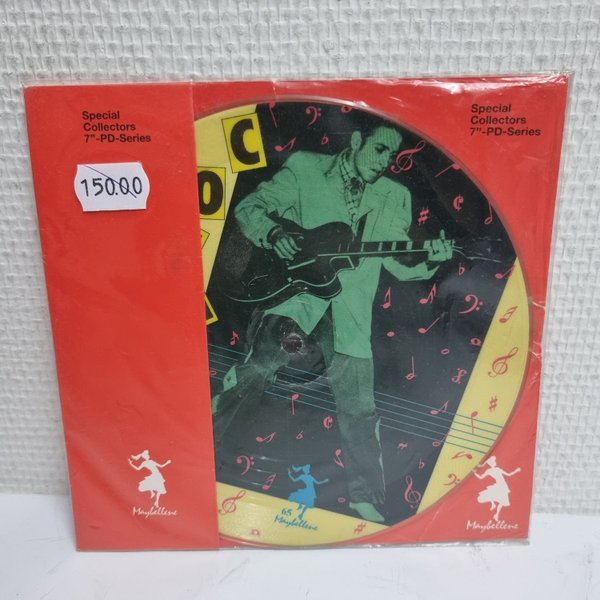 Special
Collectors
7"-PD-Series
150.00
C
O
Special
Collectors
7"-PD-Series
Maybellene
65
Maybellene
Maybellene